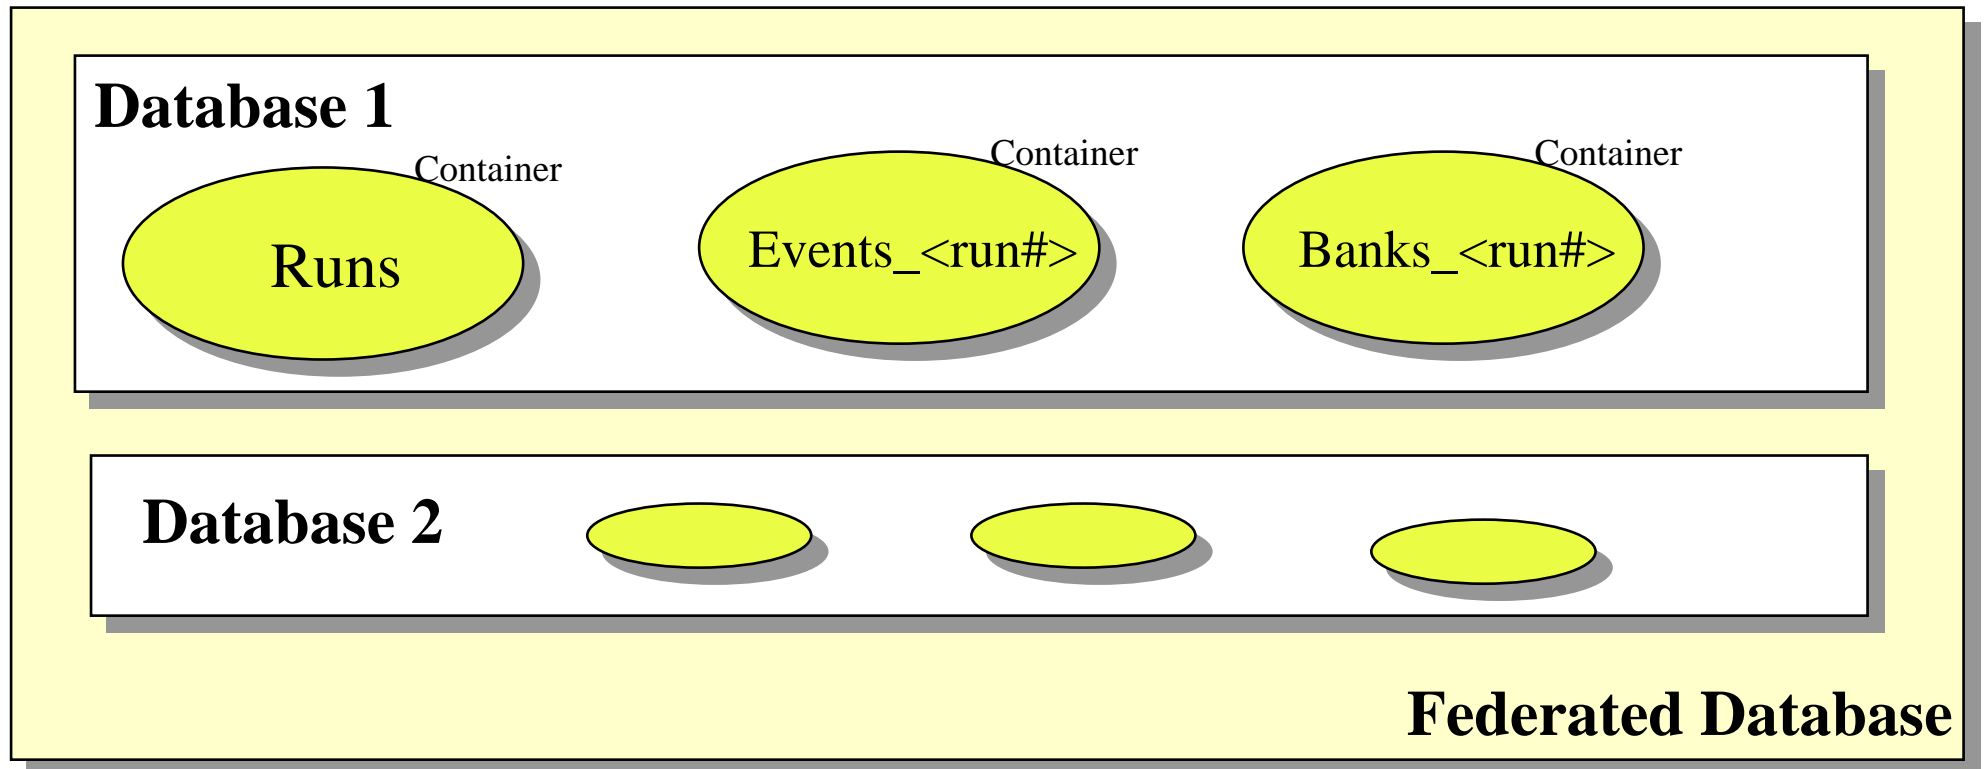 Database 1
Container
Container
Container
Runs
Events_<run#>
Banks_<run#>
Database 2
Federated Database